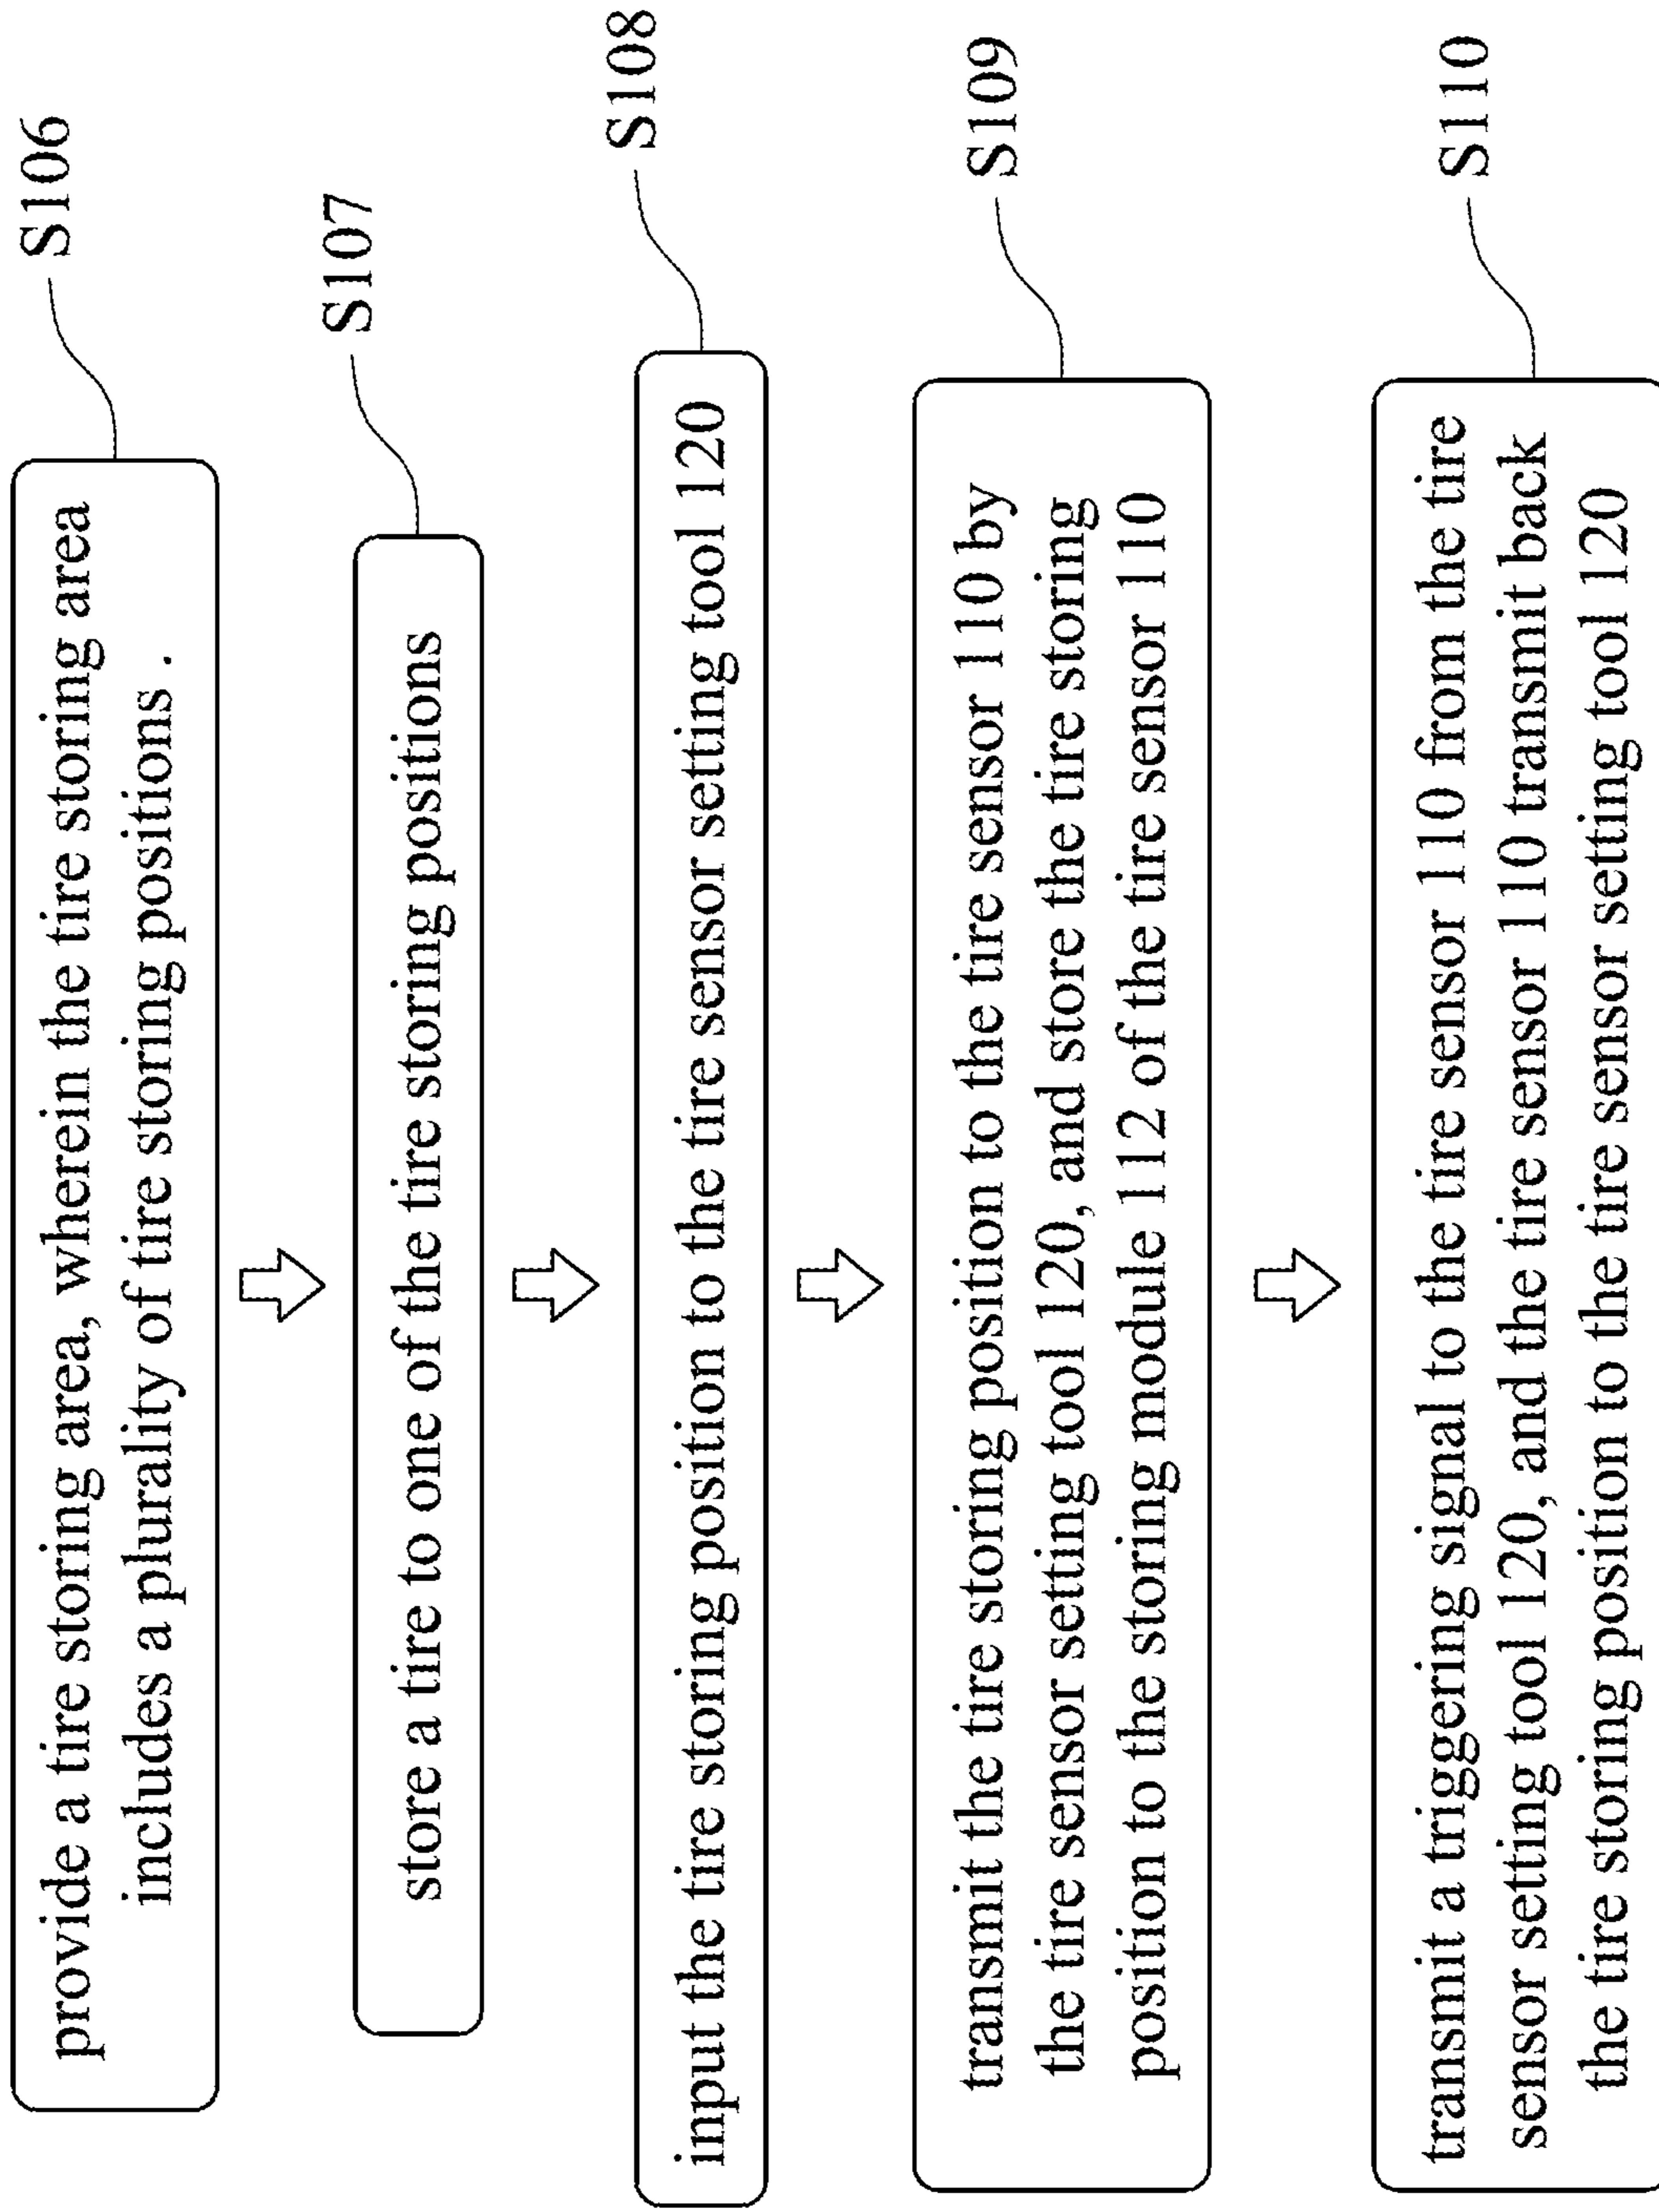 provide a tire storing area, wherein the tire storing area
includes a plurality of tire storing positions .
S106
store a tire to one of the tire storing positions
S107
input the tire storing position to the tire sensor setting tool 120
S108
transmit the tire storing position to the tire sensor 110 by
the tire sensor setting tool 120, and store the tire storing
position to the storing module 112 of the tire sensor 110
S109
transmit a triggering signal to the tire sensor 110 from the tire
sensor setting tool 120, and the tire sensor 110 transmit back
the tire storing position to the tire sensor setting tool 120
S110